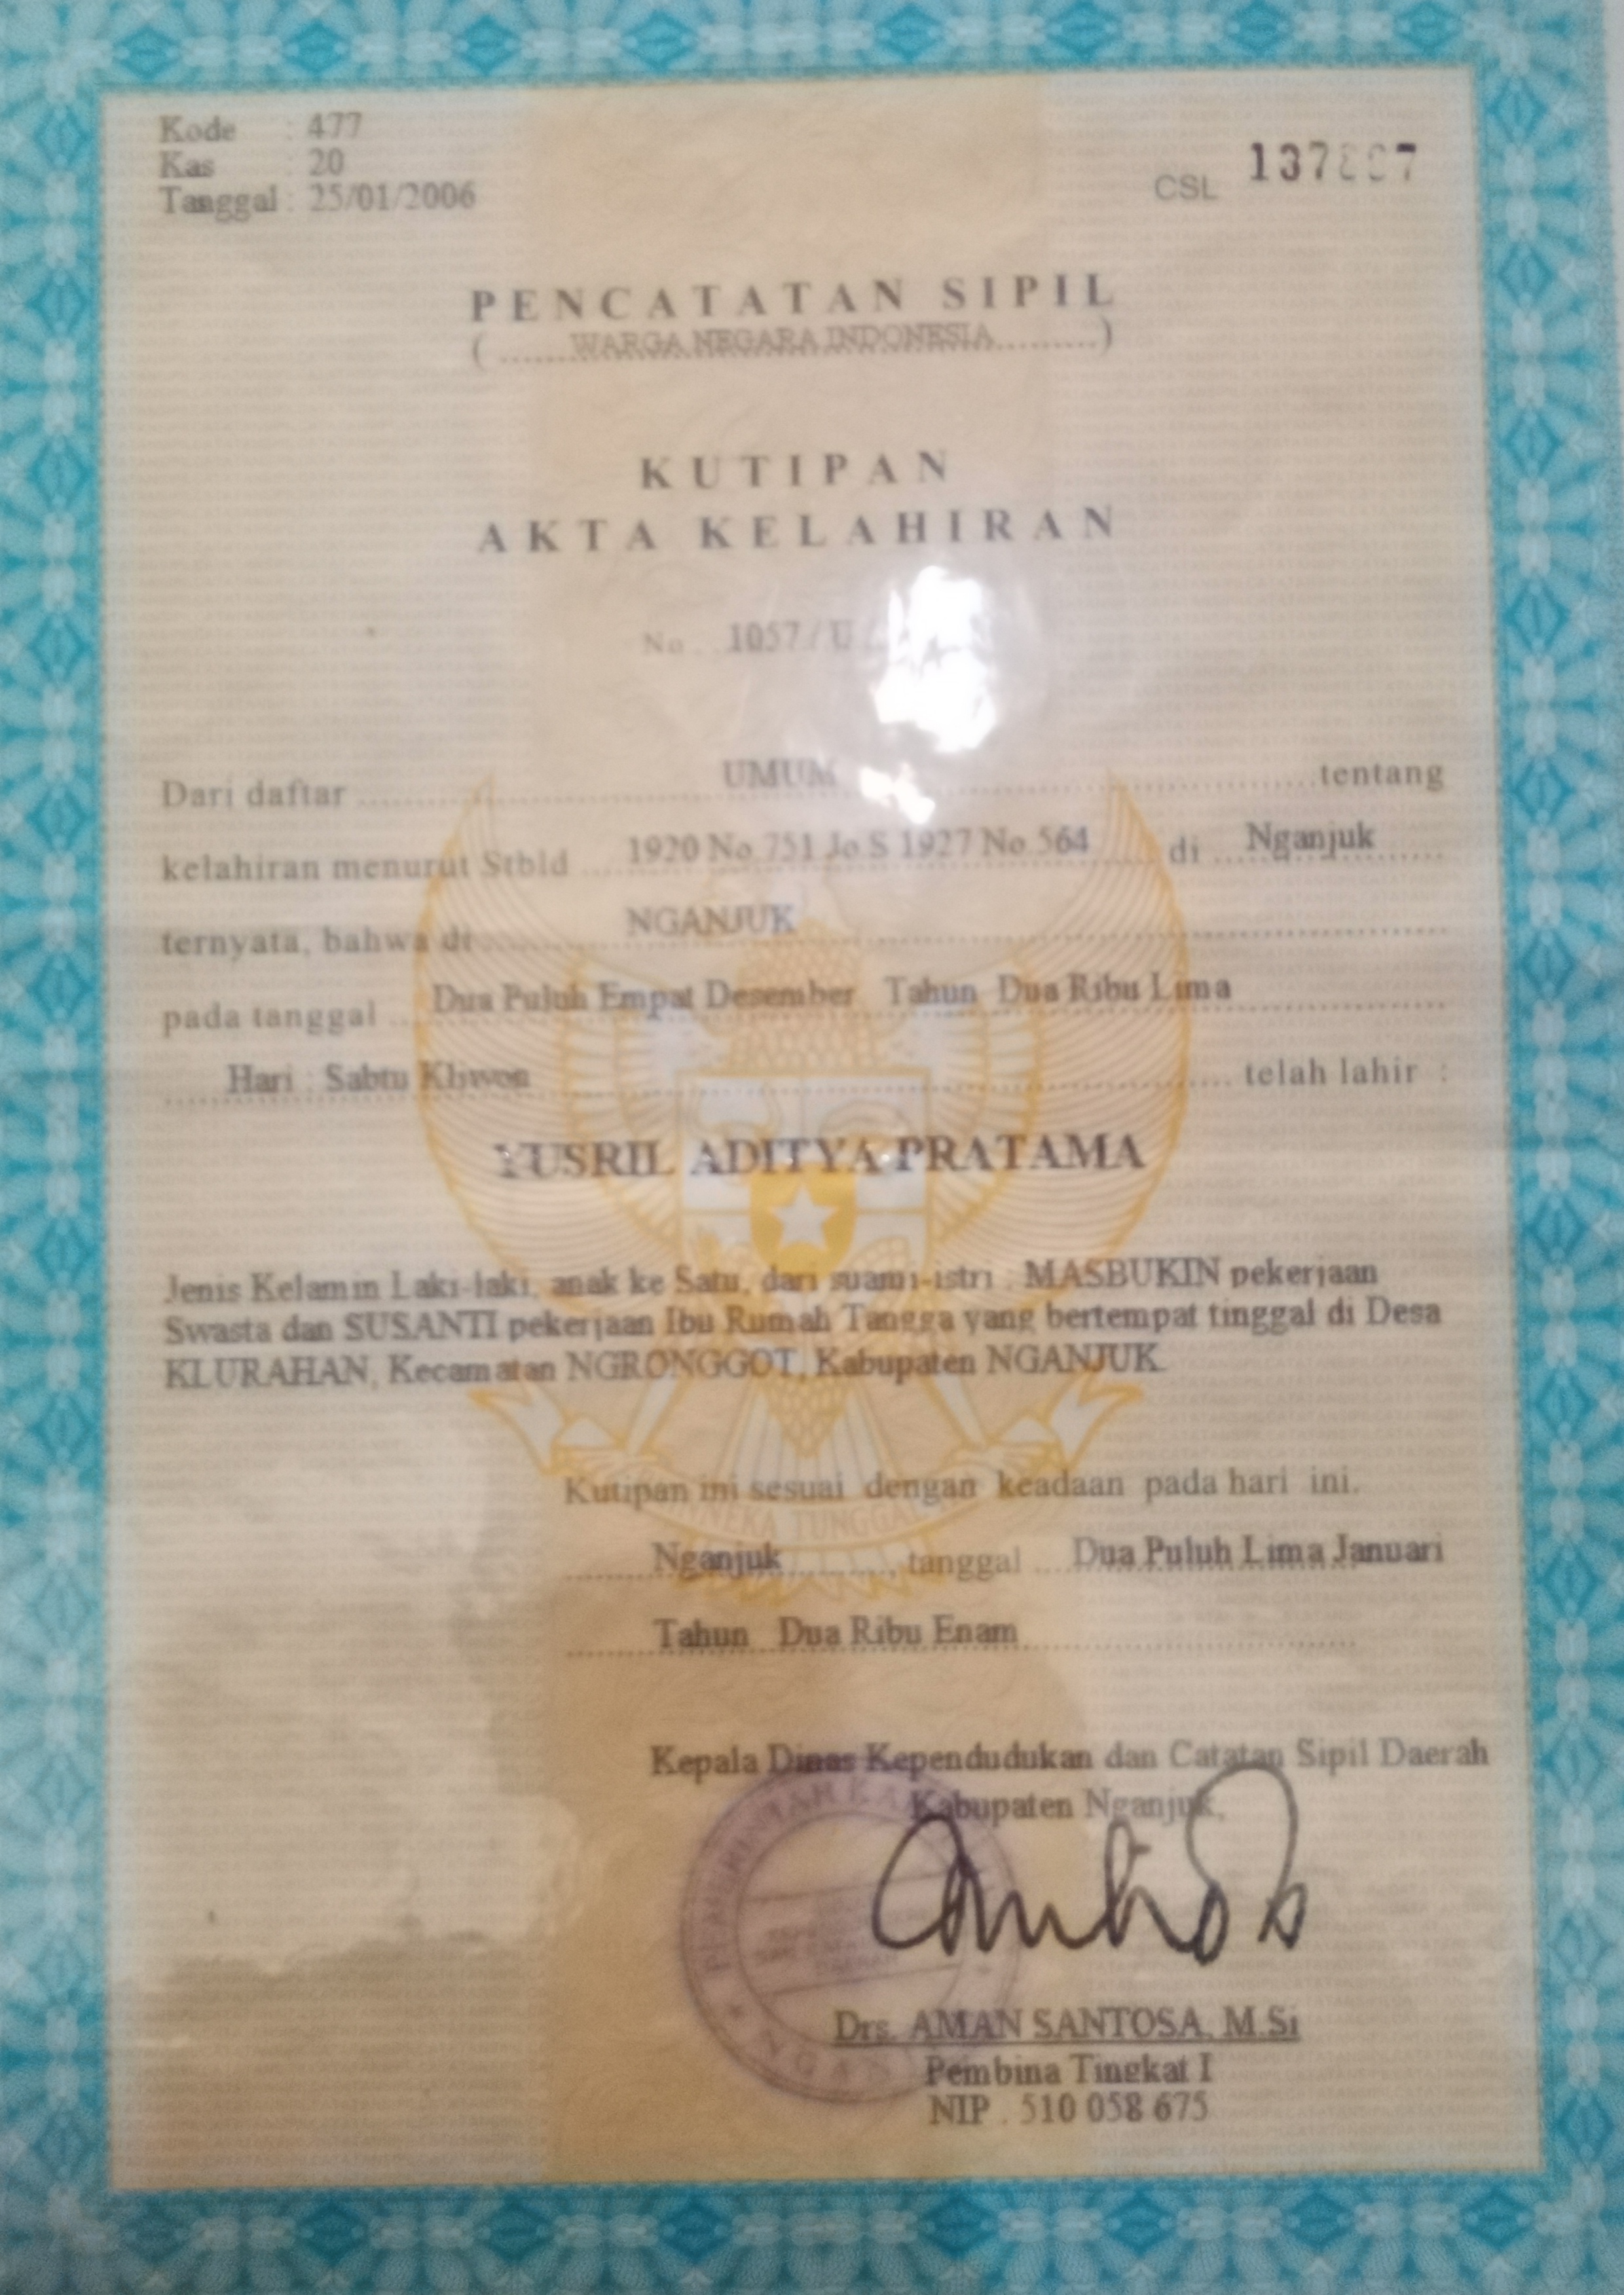 Kode : 477
Kas : 20
Tanggal : 25/01/2006
CSL
PENCATATAN SIPIL
(.......WARGA NEGARA INDONESIA.........)
KUTIPAN
AKTA KELAHIRAN
No . 1057 / U
Dari daftar ........ UMUM ........ tentang
kelahiran menurut Stbld ... 1920 No 751 Jo S 1927 No 564 ... di ... Nganjuk ...
ternyata, bahwa di ........ NGANJUK ........
pada tanggal ... Dua Puluh Empat Desember Tahun Dua Ribu Lima ........
Hari : Sabtu Kliwon ........ telah lahir :
YUSRIL ADITYA PRATAMA
Jenis Kelamin Laki-laki, anak ke Satu, dari suami-istri : MASBUKIN pekerjaan
Swasta dan SUSANTI pekerjaan Ibu Rumah Tangga yang bertempat tinggal di Desa
KLURAHAN, Kecamatan NGRONGGOT, Kabupaten NGANJUK
Kutipan ini sesuai dengan keadaan pada hari ini.
NEKA TUNGGAL
Nganjuk ........, tanggal .... Dua Puluh Lima Januari
Tahun Dua Ribu Enam
Kepala Dinas Kependudukan dan Catatan Sipil Daerah
Kabupaten Nganjuk,
Drs. AMAN SANTOSA, M.Si
Pembina Tingkat I
NIP . 510 058 675